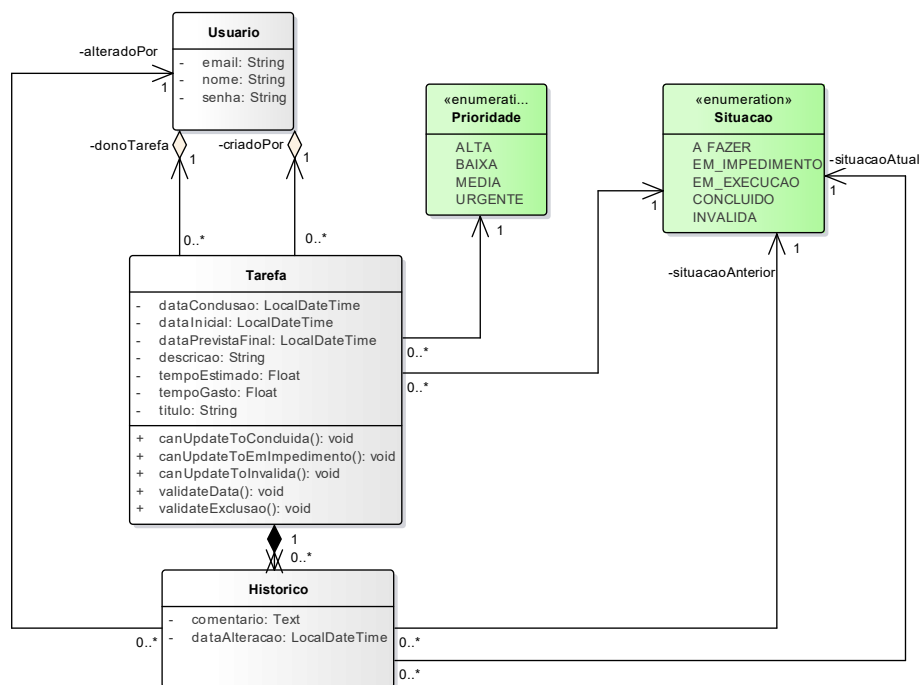 Usuario
- email: String
- nome: String
- senha: String
-alteradoPor
1
-donoTarefa
1
-criadoPor
1
0..*
0..*
«enumerati...
Prioridade
ALTA
BAIXA
MEDIA
URGENTE
1
«enumeration»
Situacao
A FAZER
EM_IMPEDIMENTO
EM_EXECUCAO
CONCLUIDO
INVALIDA
-situacaoAtual
1
1
1
-situacaoAnterior
Tarefa
- dataConclusao: LocalDateTime
- dataInicial: LocalDateTime
- dataPrevistaFinal: LocalDateTime
- descricao: String
- tempoEstimado: Float
- tempoGasto: Float
- titulo: String
+ canUpdateToConcluida(): void
+ canUpdateToEmImpedimento(): void
+ canUpdateToInvalida(): void
+ validateData(): void
+ validateExclusao(): void
0..*
0..*
1
0..*
Historico
- comentario: Text
- dataAlteracao: LocalDateTime
0..*
0..*
0..*